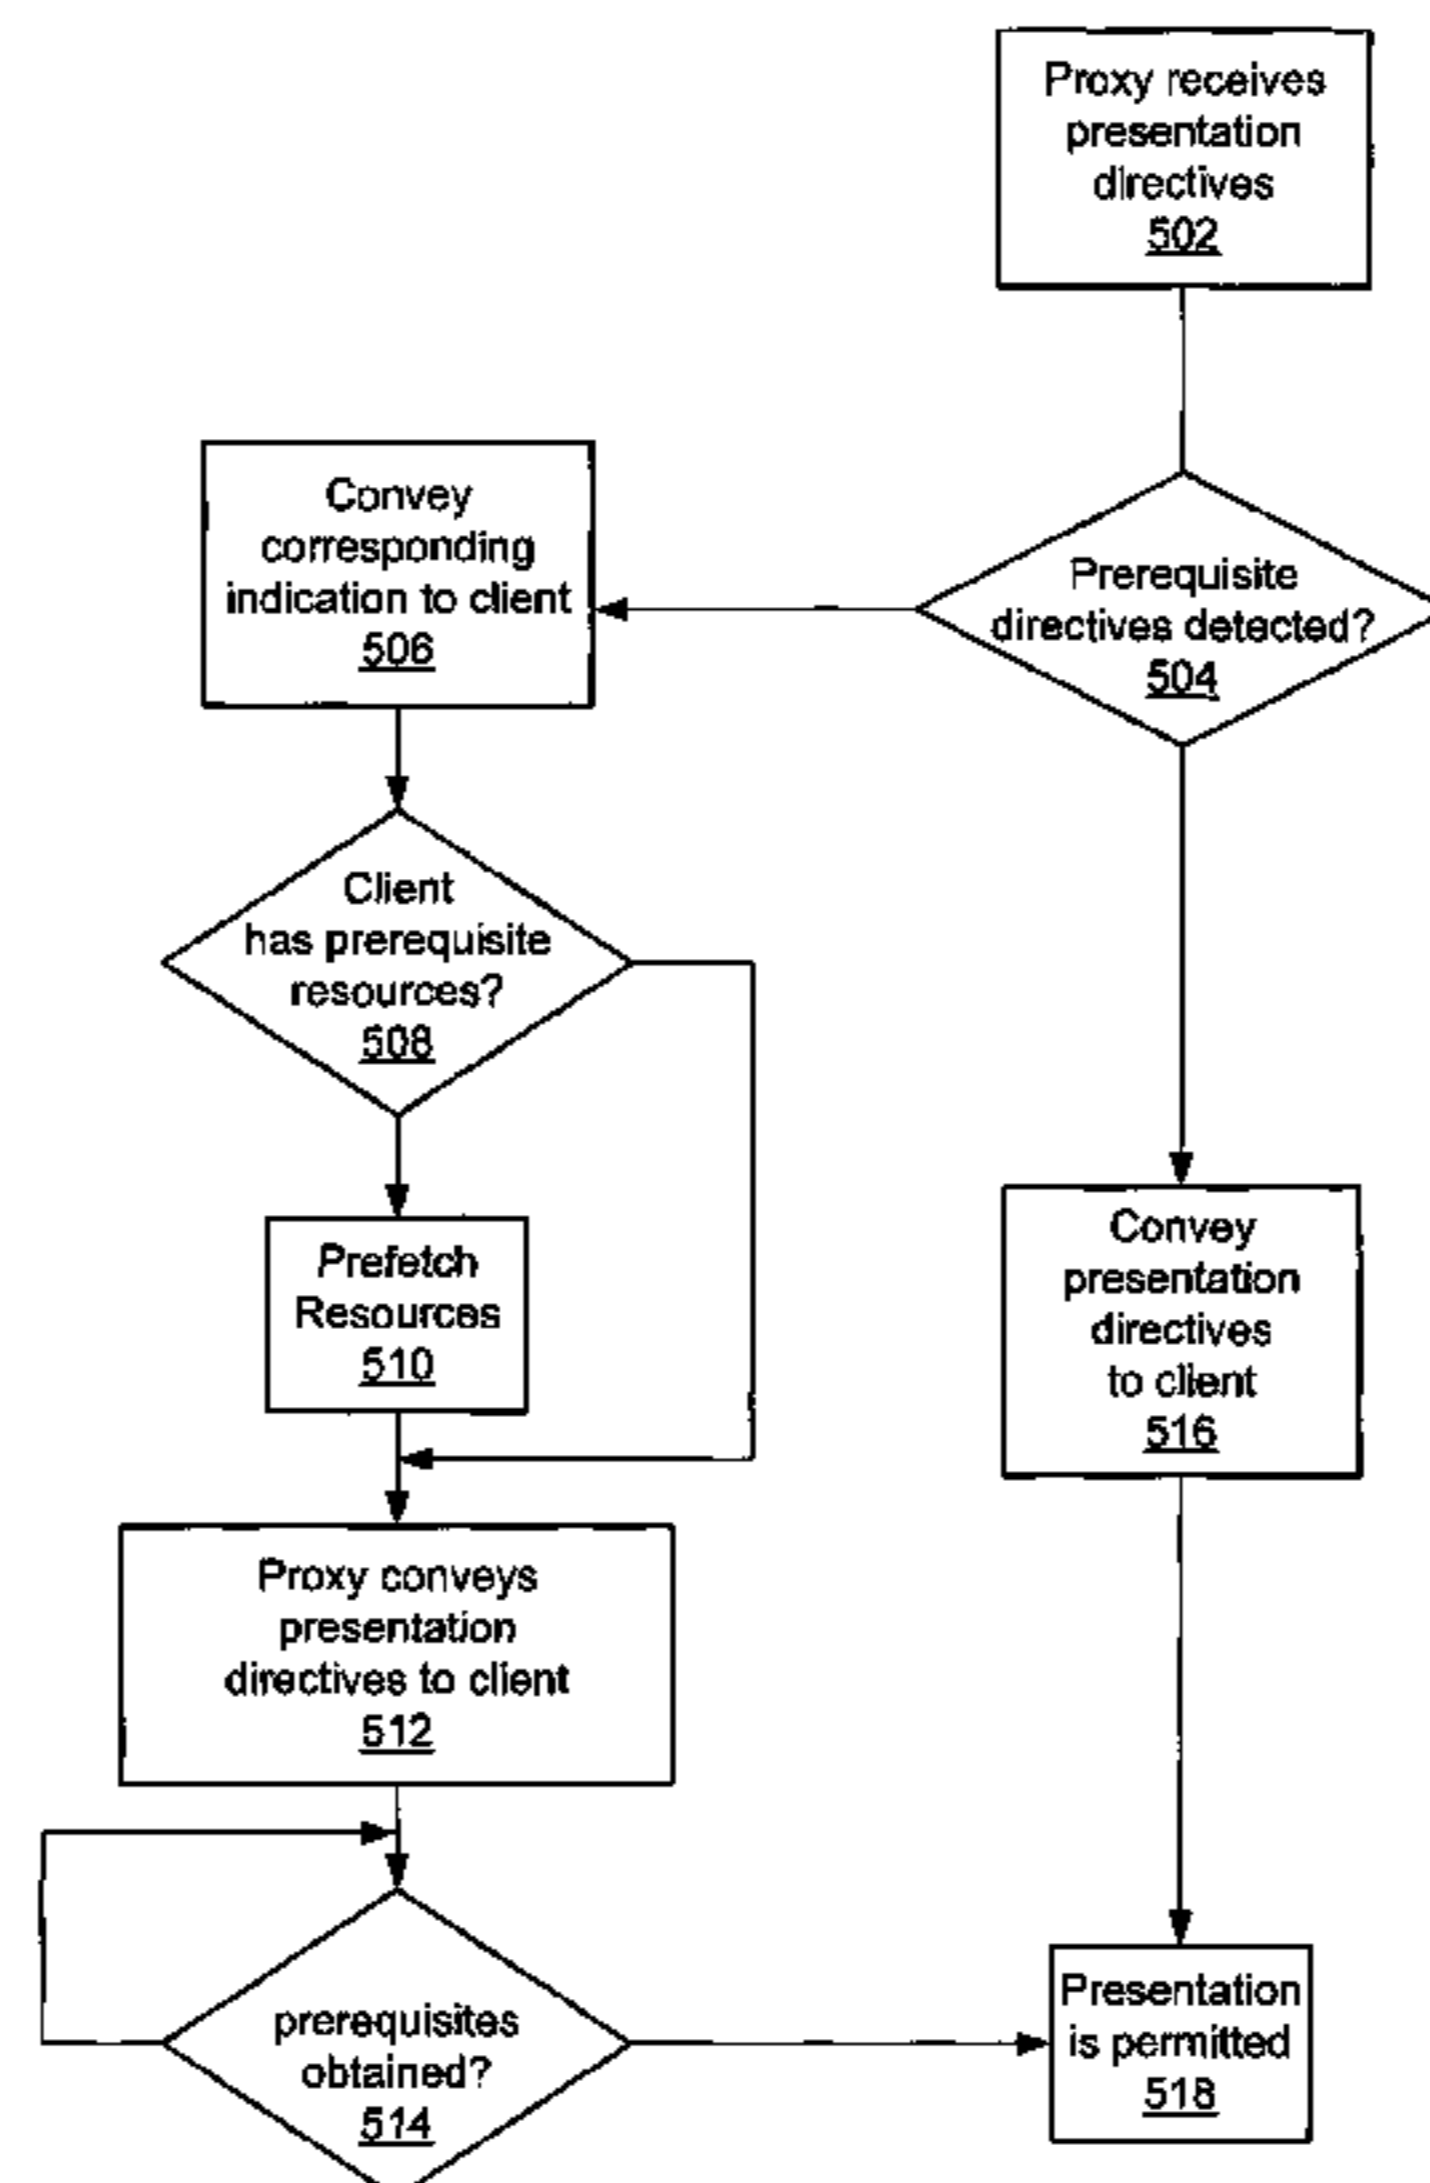 Proxy receives
presentation
directives
502
Convey
corresponding
indication to client
506
Prerequisite
directives detected?
504
Client
has prerequisite
resources?
508
Prefetch
Resources
510
Convey
presentation
directives
to client
516
Proxy conveys
presentation
directives to client
512
prerequisites
obtained?
514
Presentation
is permitted
518